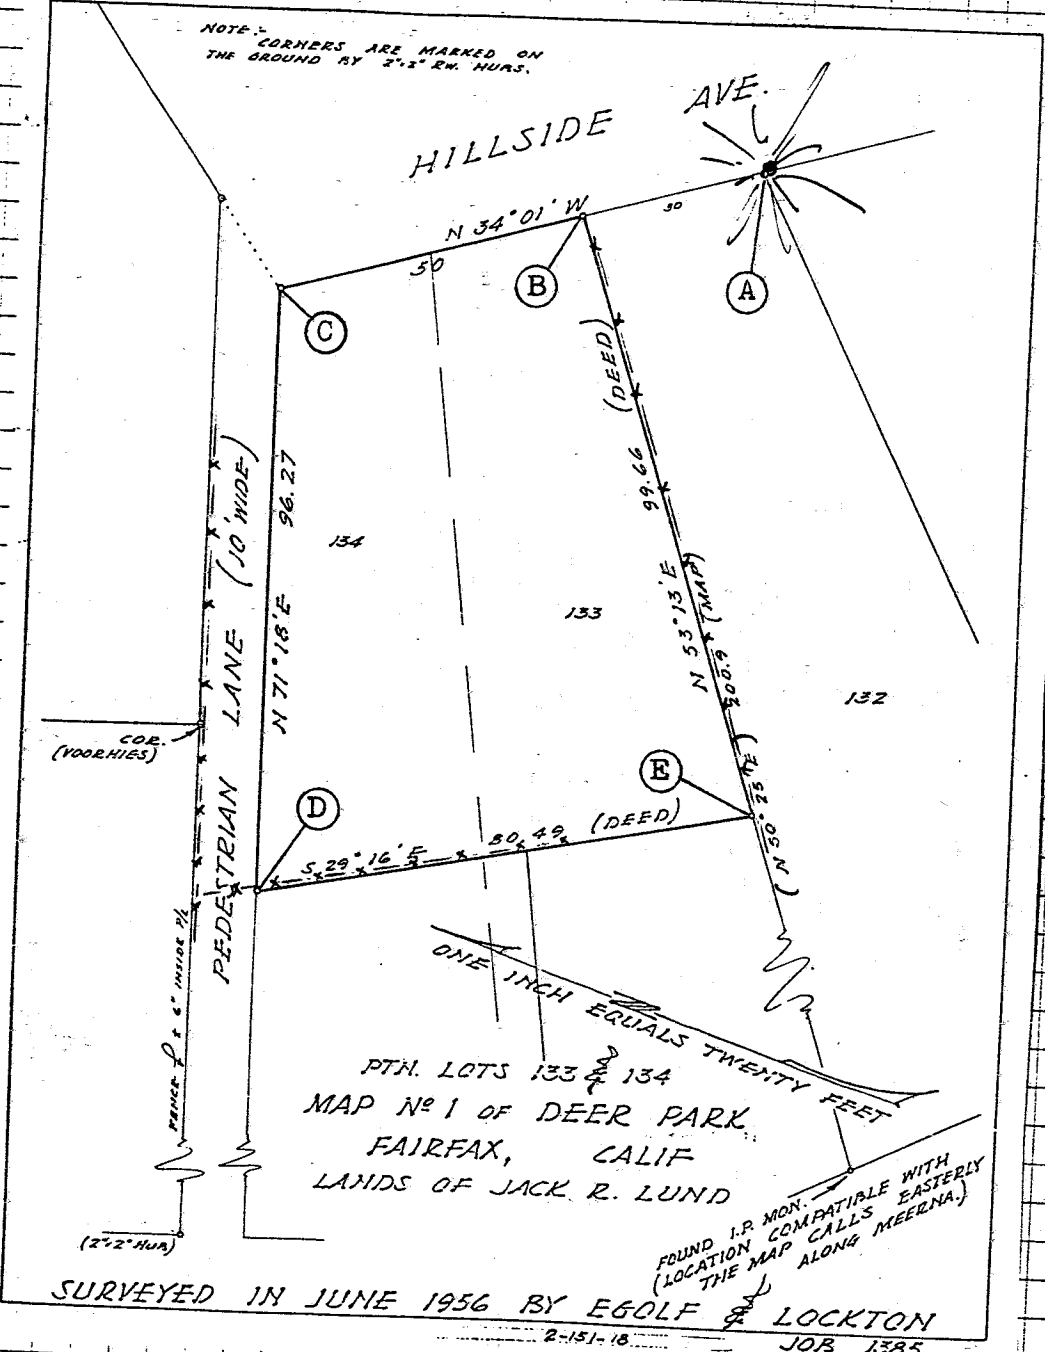 NOTE:-
CORNERS ARE MARKED ON
THE GROUND BY 2"x2" RW. HUBS.
HILLSIDE AVE.
N 34°01' W
50
30
A
B
C
(DEED)
99.66
N 53°13'E
200.9 (MAP)
(N 50°25'E)
96.27
N 71°18'E
134
133
132
PEDESTRIAN LANE (10' WIDE)
COR.
(VOORHIES)
D
E
S 29°16'E 80.49 (DEED)
FENCE ± 6" INSIDE P/L
ONE INCH EQUALS TWENTY FEET
PTN. LOTS 133 & 134
MAP Nº 1 OF DEER PARK
FAIRFAX, CALIF
LANDS OF JACK R. LUND
FOUND I.P. MON.
(LOCATION COMPATIBLE WITH
THE MAP CALLS EASTERLY
ALONG MEERNA.)
(2"x2" HUB)
SURVEYED IN JUNE 1956 BY EGOLF & LOCKTON
2-151-18
JOB 1385